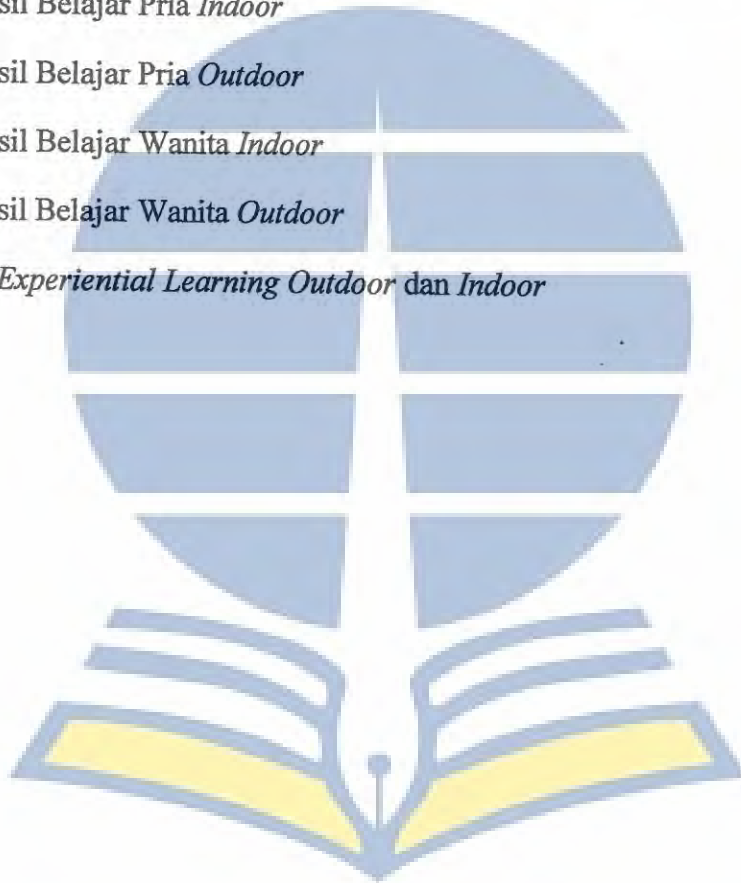 sil Belajar Pria Indoor
sil Belajar Pria Outdoor
sil Belajar Wanita Indoor
sil Belajar Wanita Outdoor
Experiential Learning Outdoor dan Indoor